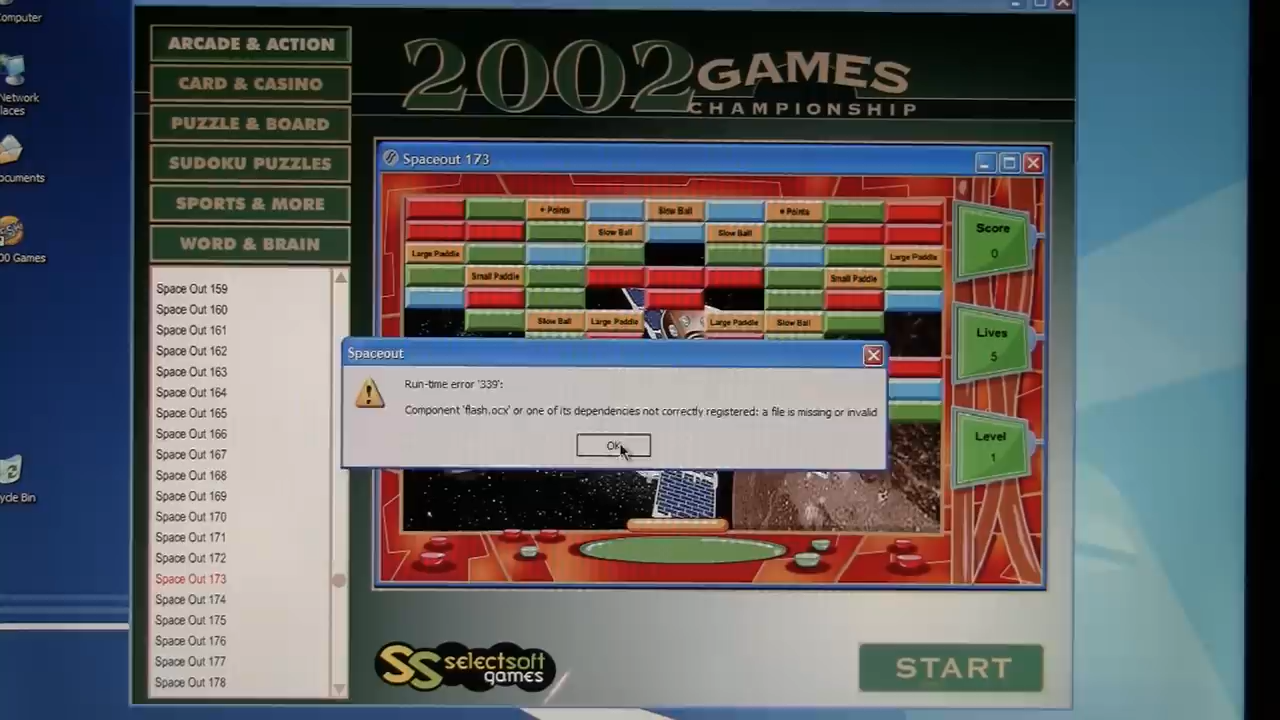 Computer
Network
laces
ocuments
00 Games
ycle Bin
ARCADE & ACTION
CARD & CASINO
PUZZLE & BOARD
SUDOKU PUZZLES
SPORTS & MORE
WORD & BRAIN
Space Out 159
Space Out 160
Space Out 161
Space Out 162
Space Out 163
Space Out 164
Space Out 165
Space Out 166
Space Out 167
Space Out 168
Space Out 169
Space Out 170
Space Out 171
Space Out 172
Space Out 173
Space Out 174
Space Out 175
Space Out 176
Space Out 177
Space Out 178
2002 GAMES
CHAMPIONSHIP
Spaceout 173
+ Points Slow Ball + Points
Slow Ball Slow Ball
Large Paddle Large Paddle
Small Paddle Small Paddle
Slow Ball Large Paddle Large Paddle Slow Ball
Score
0
Lives
5
Level
1
Spaceout
Run-time error '339':
Component 'flash.ocx' or one of its dependencies not correctly registered: a file is missing or invalid
OK
SS selectsoft
games
START